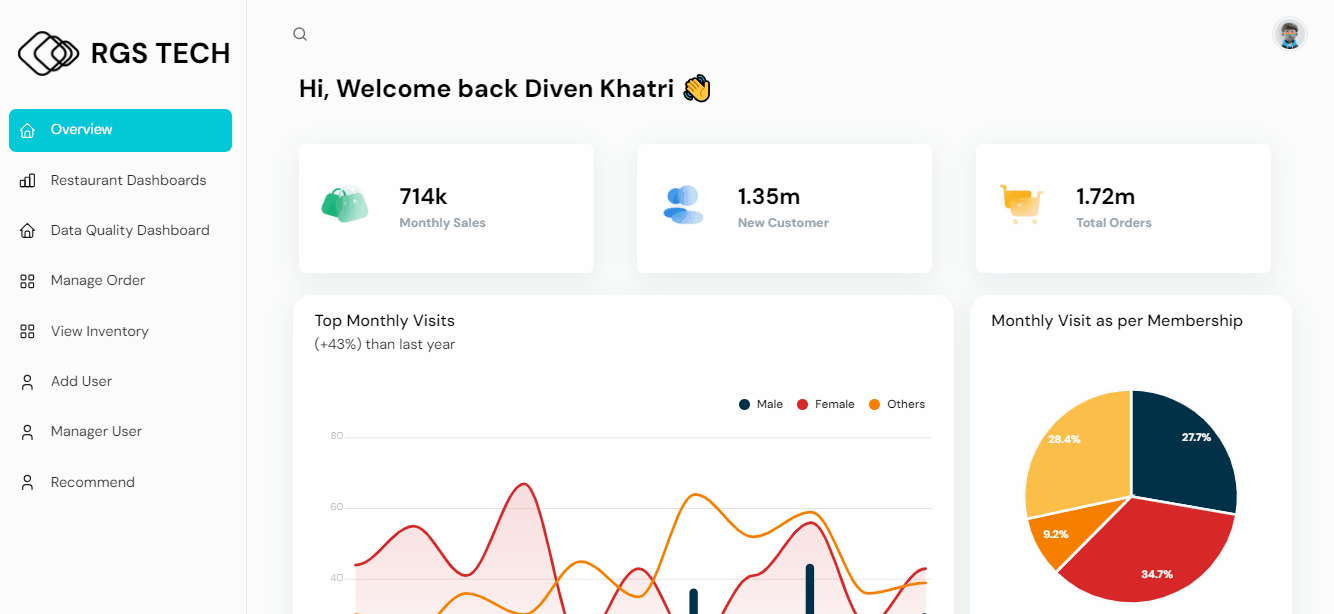 RGS TECH
Overview
Restaurant Dashboards
Data Quality Dashboard
Manage Order
View Inventory
Add User
Manager User
Recommend
Hi, Welcome back Diven Khatri 👋
714k
Monthly Sales
1.35m
New Customer
1.72m
Total Orders
Top Monthly Visits
(+43%) than last year
Male Female Others
80
60
40
Monthly Visit as per Membership
28.4%
27.7%
9.2%
34.7%